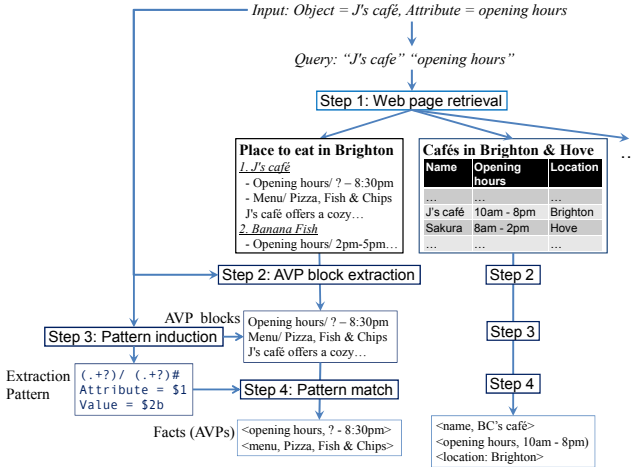 Input: Object = J's café, Attribute = opening hours
Query: “J's cafe” “opening hours”
Step 1: Web page retrieval
Place to eat in Brighton
1. J's café
- Opening hours/ ? – 8:30pm
- Menu/ Pizza, Fish & Chips
J's café offers a cozy…
2. Banana Fish
- Opening hours/ 2pm-5pm…
Cafés in Brighton & Hove
Name Opening hours Location
… … …
J's café 10am - 8pm Brighton
Sakura 8am - 2pm Hove
… … …
…
Step 2: AVP block extraction
Step 2
AVP blocks
Opening hours/ ? – 8:30pm
Menu/ Pizza, Fish & Chips
J's café offers a cozy…
Step 3: Pattern induction
Step 3
Extraction
Pattern
(.+?)/ (.+?)#
Attribute = $1
Value = $2b
Step 4: Pattern match
Step 4
Facts (AVPs)
<opening hours, ? - 8:30pm>
<menu, Pizza, Fish & Chips>
<name, BC's café>
<opening hours, 10am - 8pm)
<location: Brighton>